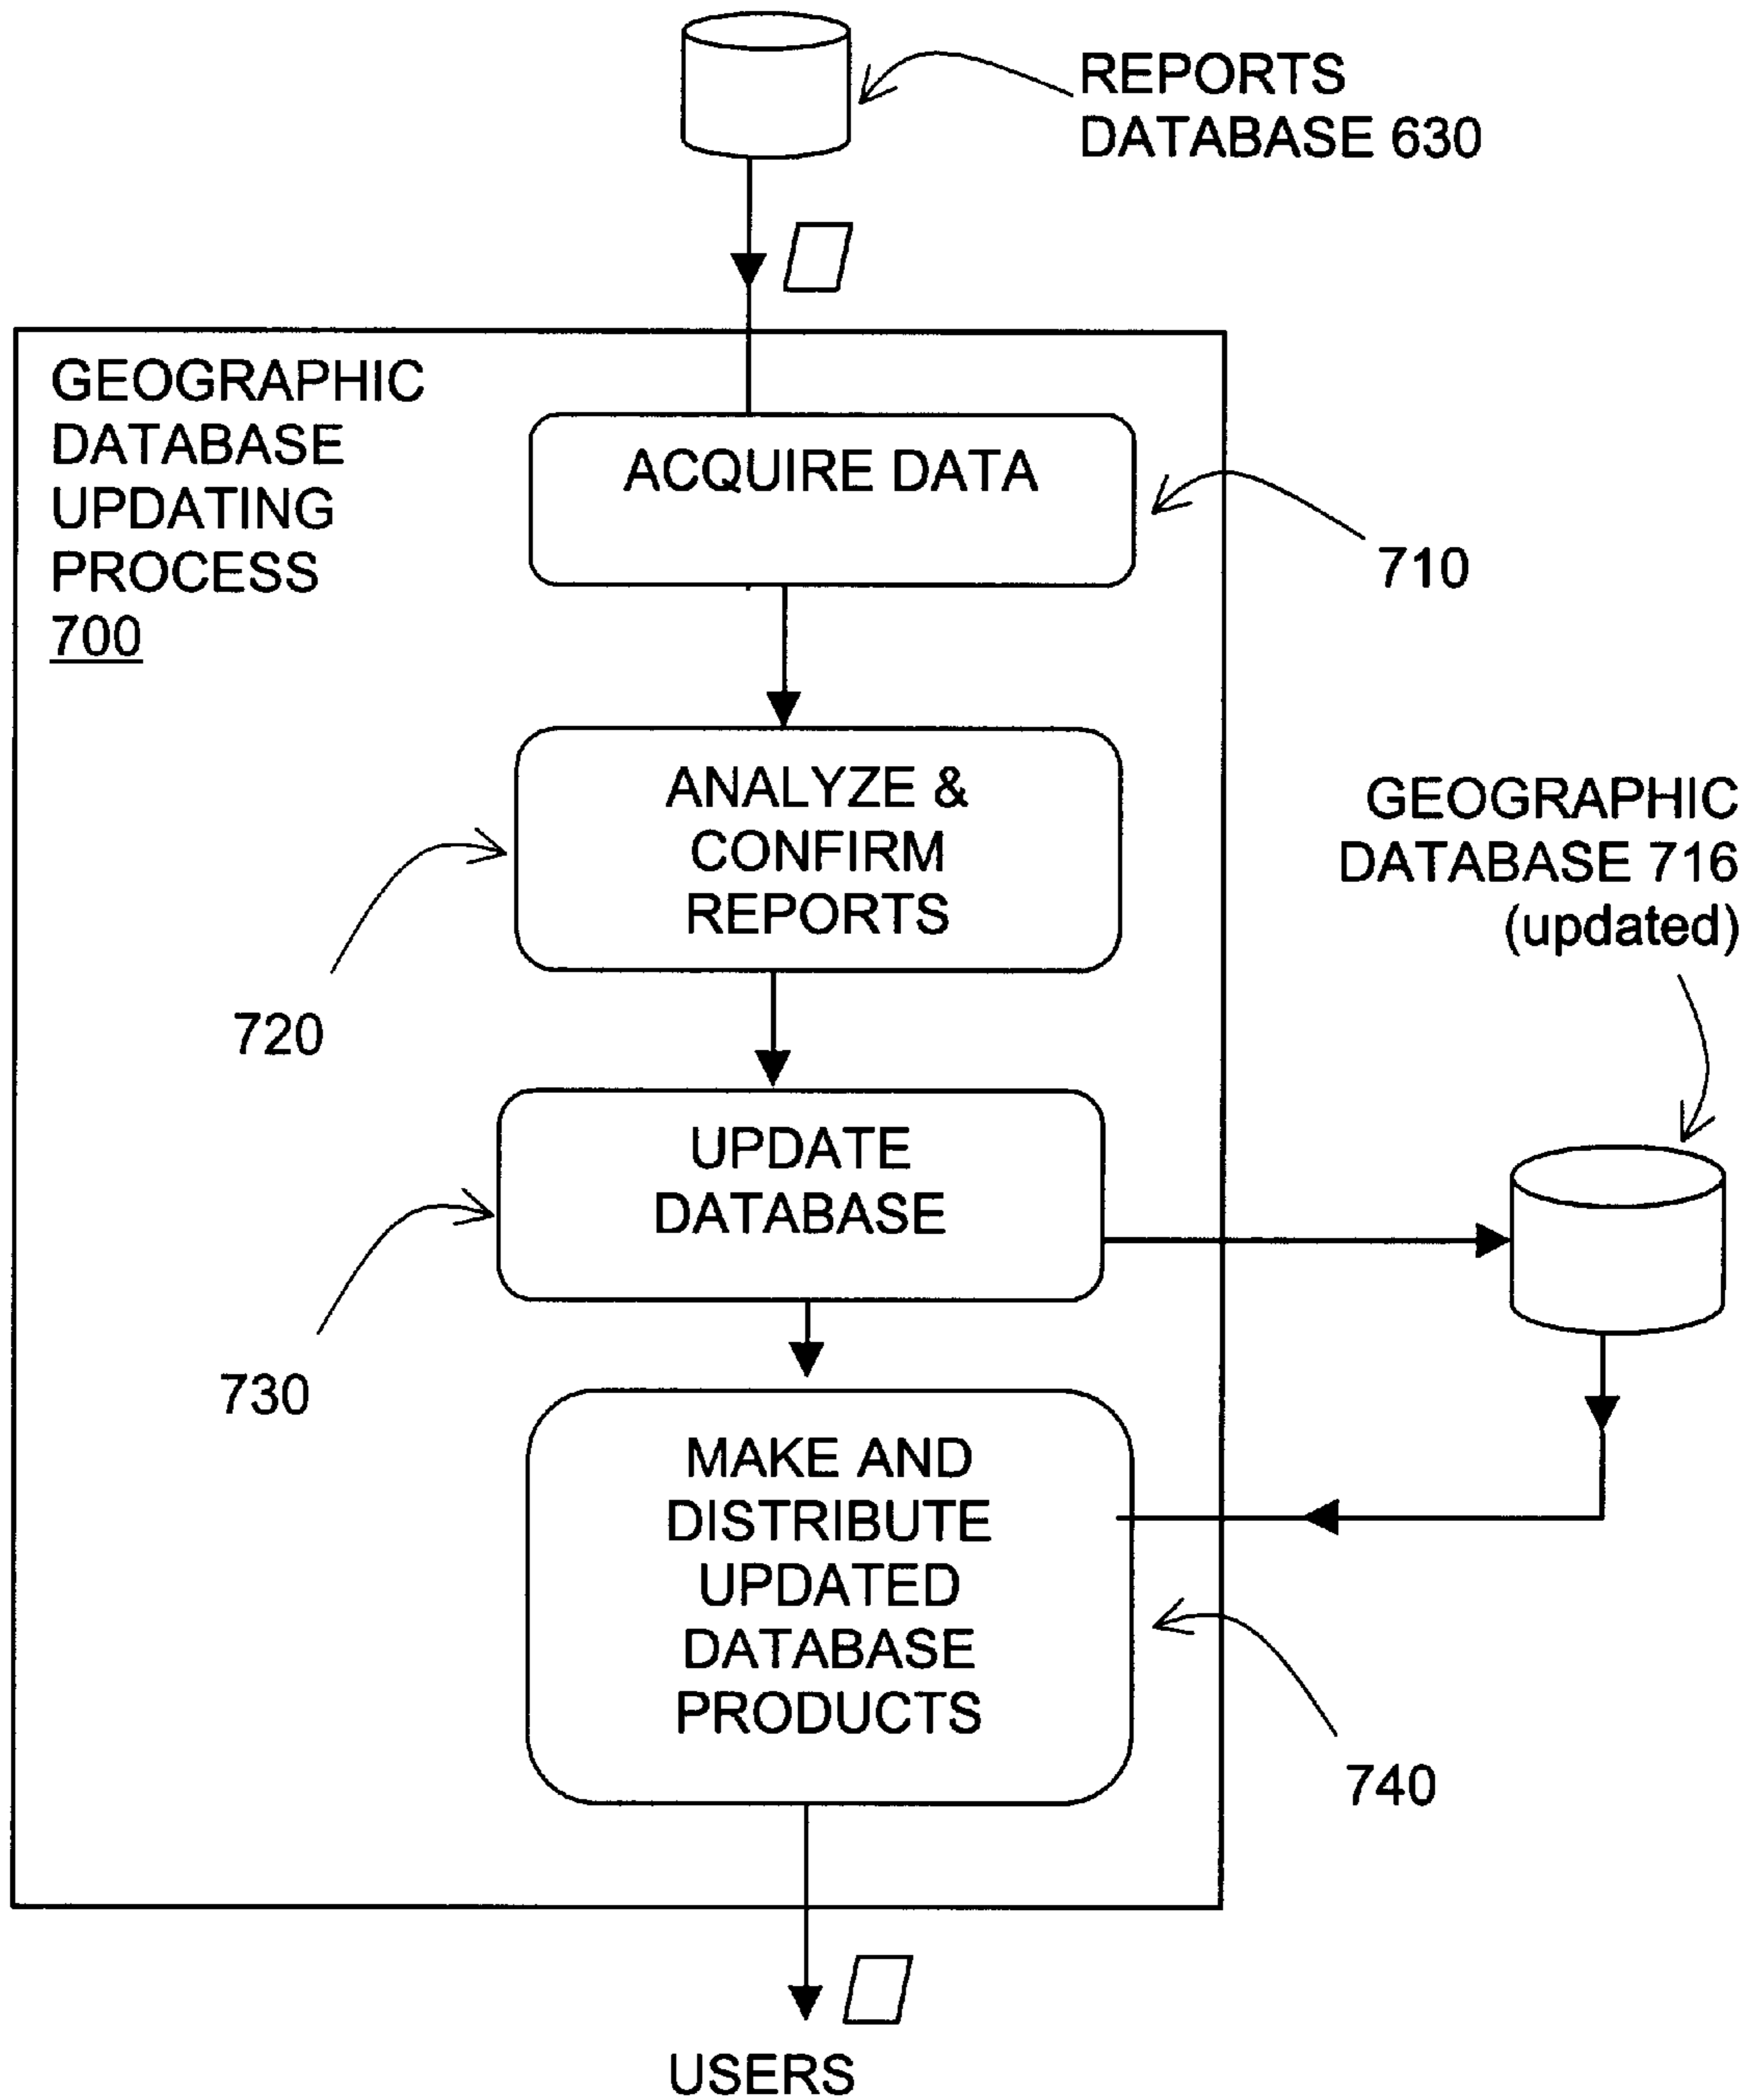 REPORTS
DATABASE 630
GEOGRAPHIC
DATABASE
UPDATING
PROCESS
700
ACQUIRE DATA
710
ANALYZE &
CONFIRM
REPORTS
720
GEOGRAPHIC
DATABASE 716
(updated)
UPDATE
DATABASE
730
MAKE AND
DISTRIBUTE
UPDATED
DATABASE
PRODUCTS
740
USERS